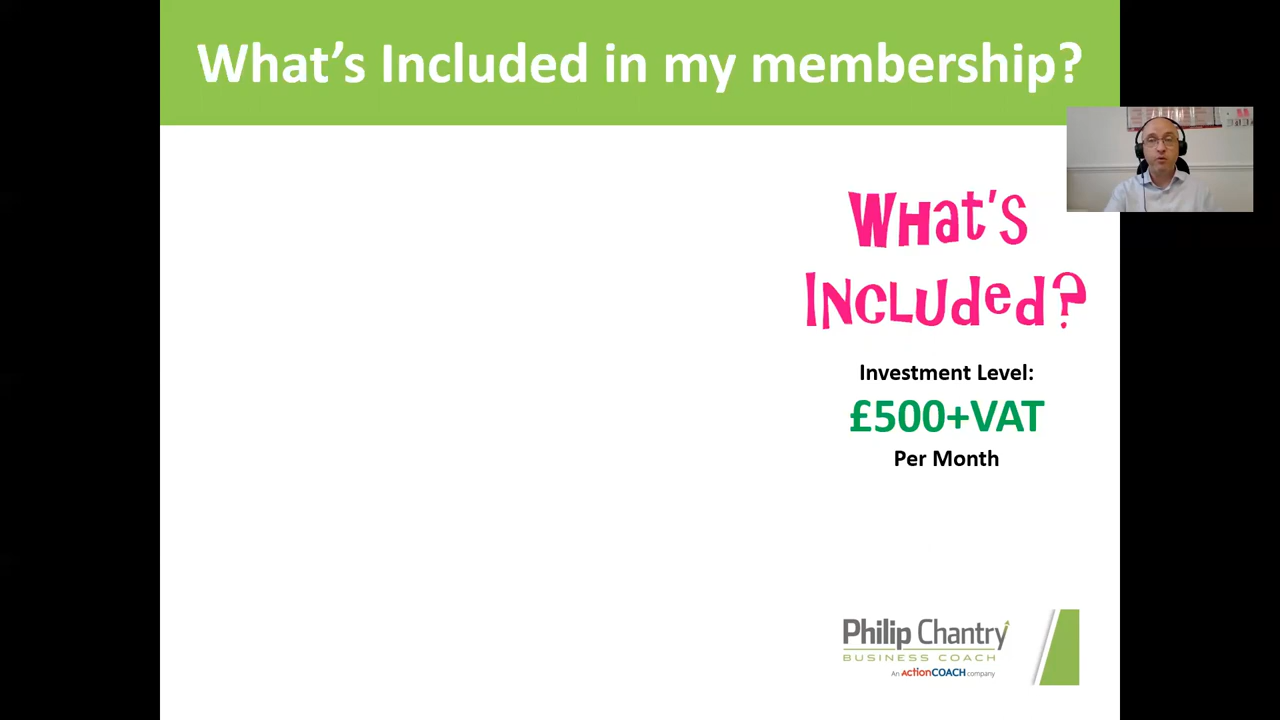 What's Included in my membership?
What's
Included?
Investment Level:
£500+VAT
Per Month
Philip Chantry
BUSINESS COACH
An ActionCOACH company